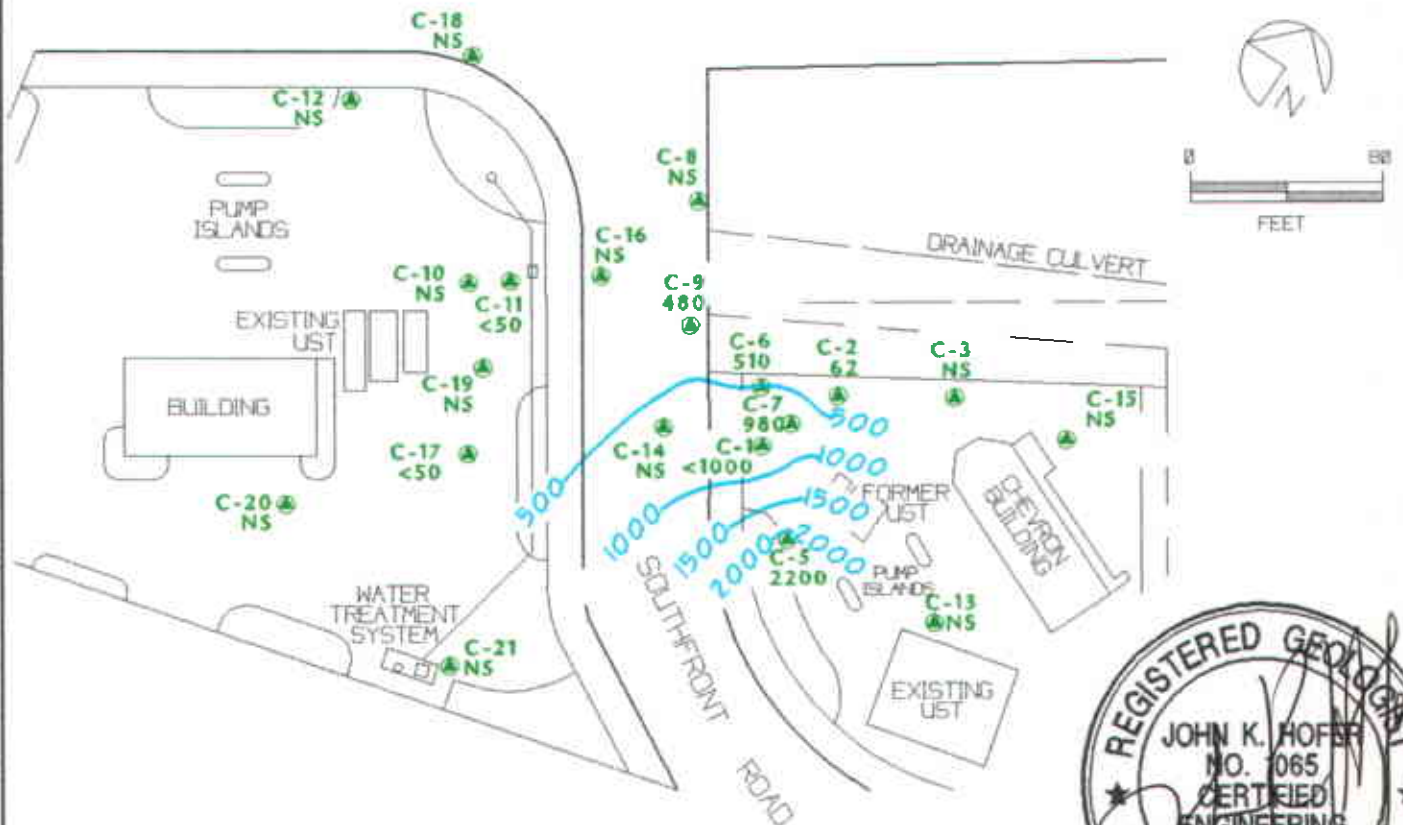 C-18
NS
C-12
NS
PUMP
ISLANDS
C-10
NS
C-11
<50
C-16
NS
C-8
NS
C-9
480
DRAINAGE CULVERT
N
0 80
FEET
EXISTING
UST
BUILDING
C-19
NS
C-17
<50
C-20
NS
C-6
510
C-2
62
C-3
NS
C-15
NS
C-7
980
C-14
NS
C-1
<1000
500
500
1000
1000
1500
1500
2000
2000
FORMER
UST
CHEVRON
BUILDING
C-5
2200
PUMP
ISLANDS
C-13
NS
EXISTING
UST
WATER
TREATMENT
SYSTEM
C-21
NS
SOUTHFRONT
ROAD
REGISTERED GEOLOGIST
JOHN K. HOFER
NO. 1065
CERTIFIED
ENGINEERING